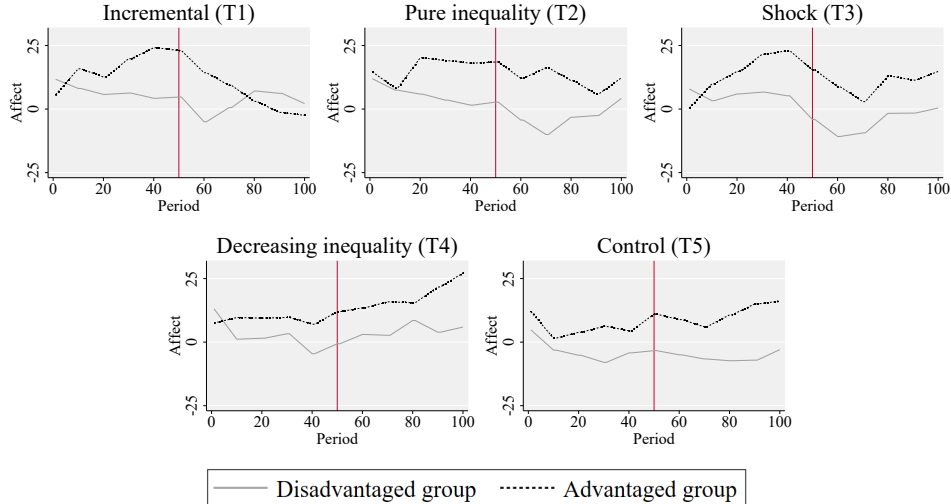 Incremental (T1)
Affect
25
0
-25
0 20 40 60 80 100
Period
Pure inequality (T2)
Affect
25
0
-25
0 20 40 60 80 100
Period
Shock (T3)
Affect
25
0
-25
0 20 40 60 80 100
Period
Decreasing inequality (T4)
Affect
25
0
-25
0 20 40 60 80 100
Period
Control (T5)
Affect
25
0
-25
0 20 40 60 80 100
Period
Disadvantaged group Advantaged group